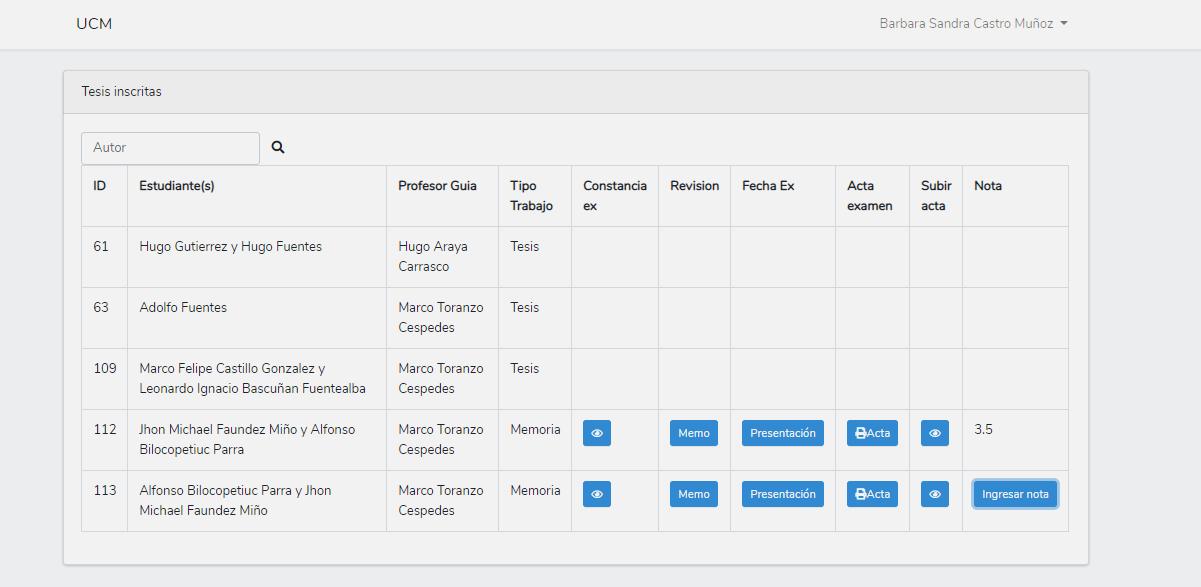 UCM
Barbara Sandra Castro Muñoz
Tesis inscritas
Autor
ID Estudiante(s) Profesor Guia Tipo Trabajo Constancia ex Revision Fecha Ex Acta examen Subir acta Nota
61 Hugo Gutierrez y Hugo Fuentes Hugo Araya Carrasco Tesis
63 Adolfo Fuentes Marco Toranzo Cespedes Tesis
109 Marco Felipe Castillo Gonzalez y Leonardo Ignacio Bascuñan Fuentealba Marco Toranzo Cespedes Tesis
112 Jhon Michael Faundez Miño y Alfonso Bilocopetiuc Parra Marco Toranzo Cespedes Memoria Memo Presentación Acta 3.5
113 Alfonso Bilocopetiuc Parra y Jhon Michael Faundez Miño Marco Toranzo Cespedes Memoria Memo Presentación Acta Ingresar nota